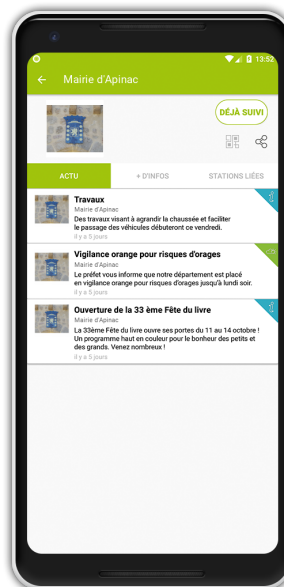 13:52
Mairie d'Apinac
DÉJÀ SUIVI
ACTU
+ D'INFOS
STATIONS LIÉES
Travaux
Mairie d'Apinac
Des travaux visant à agrandir la chaussée et faciliter
le passage des véhicules débuteront ce vendredi.
il y a 5 jours
Vigilance orange pour risques d'orages
Mairie d'Apinac
Le préfet vous informe que notre département est placé
en vigilance orange pour risques d'orages jusqu'à lundi soir.
il y a 5 jours
Ouverture de la 33 ème Fête du livre
Mairie d'Apinac
La 33ème Fête du livre ouvre ses portes du 11 au 14 octobre !
Un programme haut en couleur pour le bonheur des petits et
des grands. Venez nombreux !
il y a 5 jours